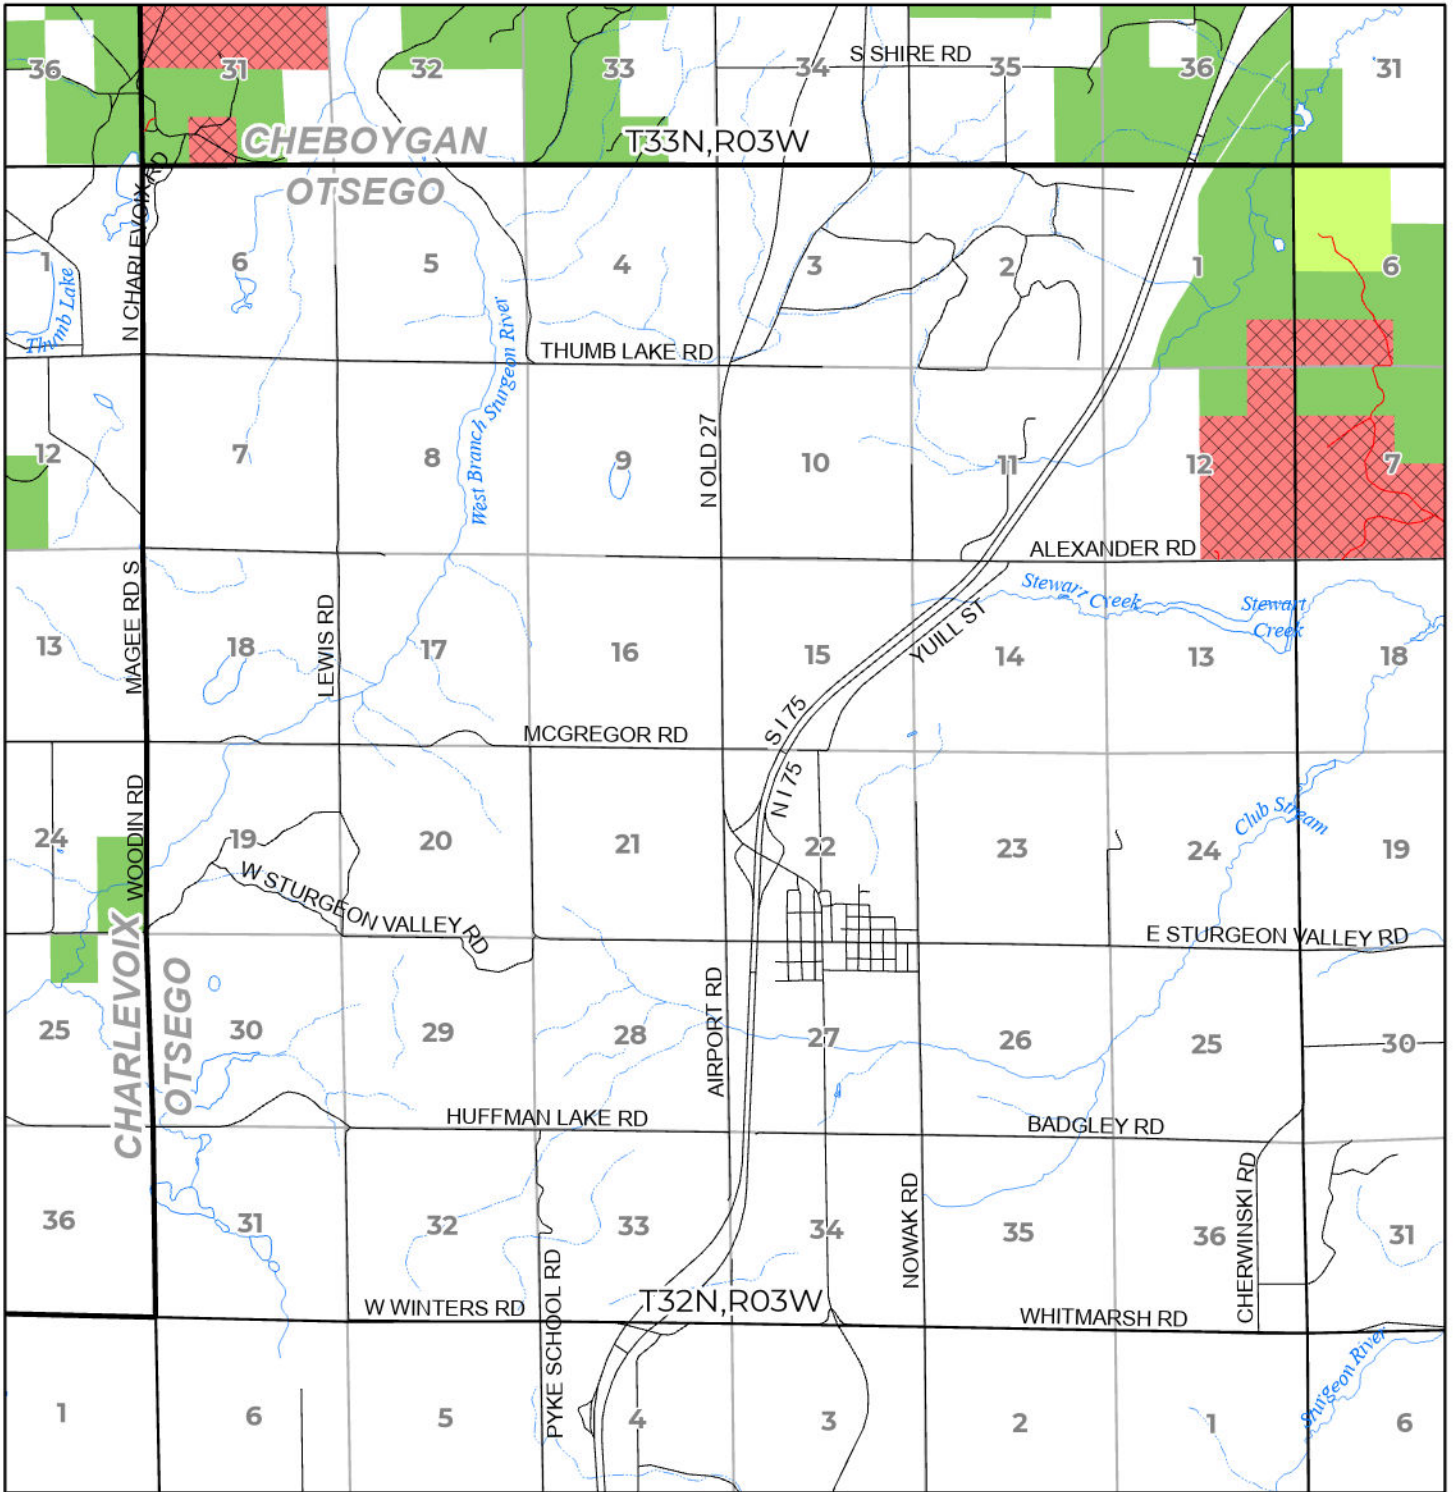 36 31 32 33 34 S SHIRE RD 35 36 31
CHEBOYGAN T33N,R03W
OTSEGO
RD
N CHARLEVOIX
1 6 5 4 3 2 1 6
Thumb Lake
West Branch Sturgeon River
THUMB LAKE RD
N OLD 27
12 7 8 9 10 11 12 7
ALEXANDER RD
MAGEE RD S
LEWIS RD
Stewart Creek
Stewart
Creek
YUILL ST
13 18 17 16 15 14 13 18
S I 75
MCGREGOR RD
N I 75
WOODIN RD
Club Stream
24 19 20 21 22 23 24 19
W STURGEON VALLEY RD
E STURGEON VALLEY RD
CHARLEVOIX
OTSEGO
AIRPORT RD
25 30 29 28 27 26 25 30
HUFFMAN LAKE RD
BADGLEY RD
NOWAK RD
CHERWINSKI RD
36 31 32 33 34 35 36 31
PYKE SCHOOL RD
W WINTERS RD
T32N,R03W
WHITMARSH RD
Sturgeon River
1 6 5 4 3 2 1 6